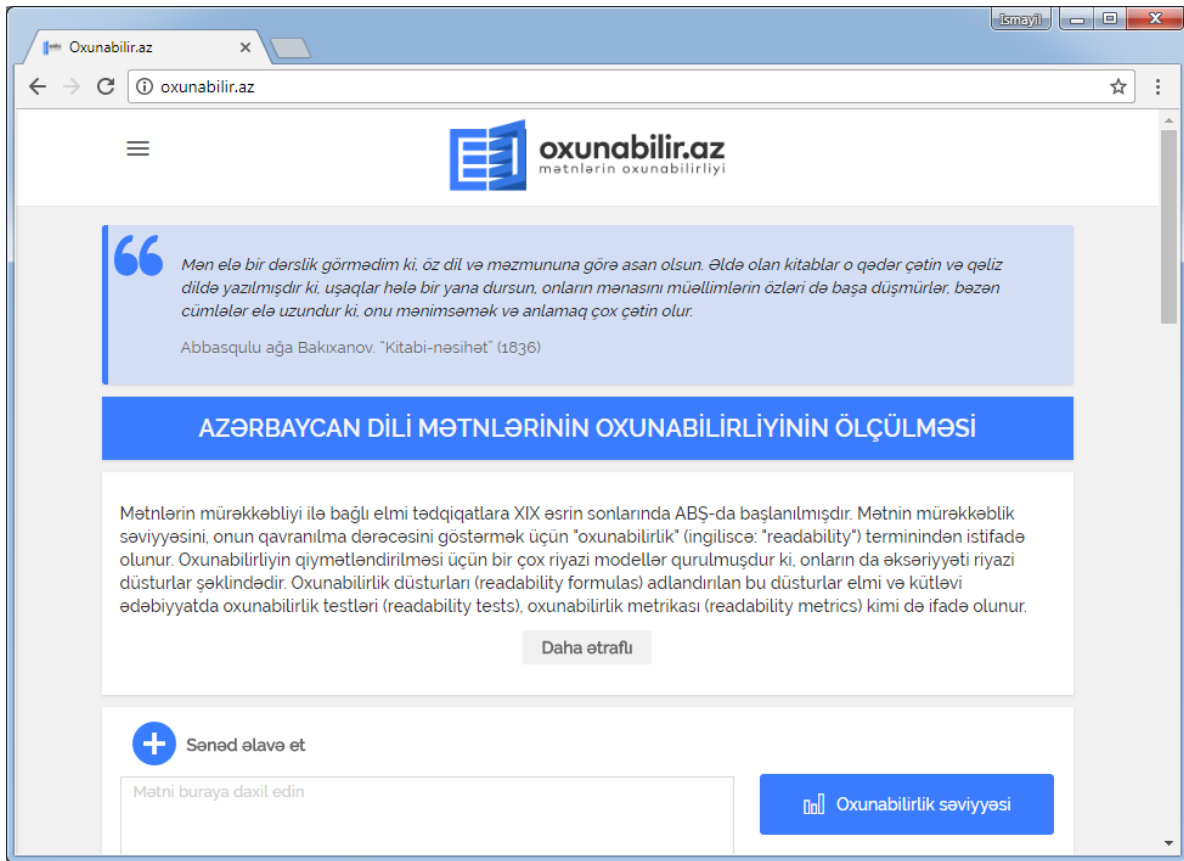 Ismayil
Oxunabilir.az
oxunabilir.az
oxunabilir.az
mətnlərin oxunabilirliyi
Mən elə bir dərslik görmədim ki, öz dil və məzmununa görə asan olsun. Əldə olan kitablar o qədər çətin və qəliz
dildə yazılmışdır ki, uşaqlar hələ bir yana dursun, onların mənasını müəllimlərin özləri də başa düşmürlər, bəzən
cümlələr elə uzundur ki, onu mənimsəmək və anlamaq çox çətin olur.
Abbasqulu ağa Bakıxanov. "Kitabi-nəsihət" (1836)
AZƏRBAYCAN DİLİ MƏTNLƏRİNİN OXUNABİLİRLİYİNİN ÖLÇÜLMƏSİ
Mətnlərin mürəkkəbliyi ilə bağlı elmi tədqiqatlara XIX əsrin sonlarında ABŞ-da başlanılmışdır. Mətnin mürəkkəblik
səviyyəsini, onun qavranılma dərəcəsini göstərmək üçün "oxunabilirlik" (ingiliscə: "readability") terminindən istifadə
olunur. Oxunabilirliyin qiymətləndirilməsi üçün bir çox riyazi modellər qurulmuşdur ki, onların da əksəriyyəti riyazi
düsturlar şəklindədir. Oxunabilirlik düsturları (readability formulas) adlandırılan bu düsturlar elmi və kütləvi
ədəbiyyatda oxunabilirlik testləri (readability tests), oxunabilirlik metrikası (readability metrics) kimi də ifadə olunur.
Daha ətraflı
Sənəd əlavə et
Mətni buraya daxil edin
Oxunabilirlik səviyyəsi